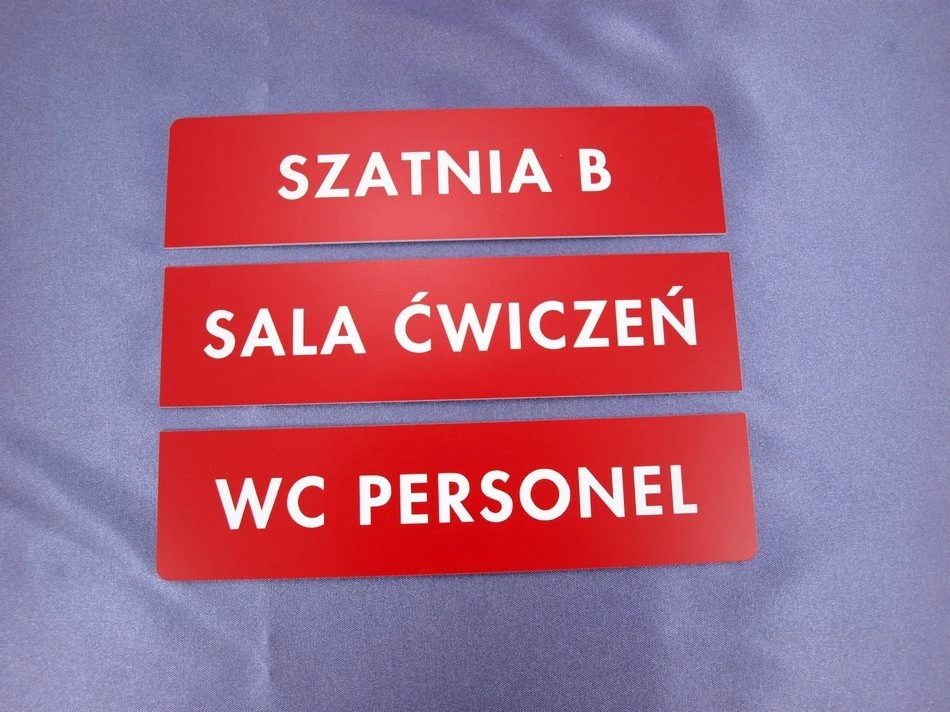 SZATNIA B
SALA ĆWICZEŃ
WC PERSONEL